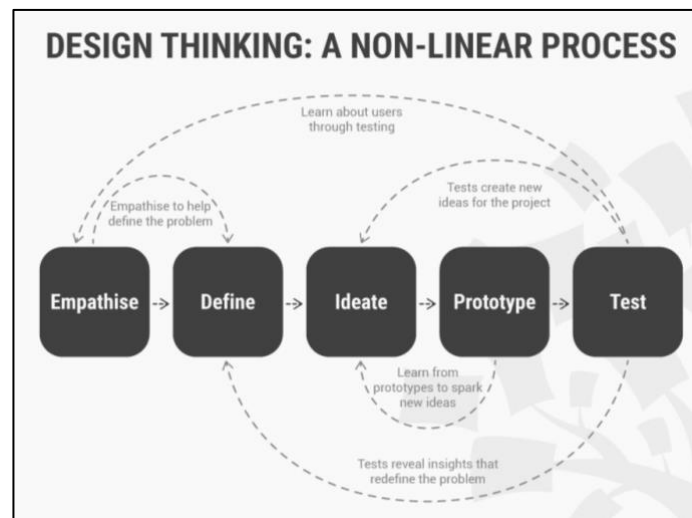 DESIGN THINKING: A NON-LINEAR PROCESS
Learn about users
through testing
Empathise to help
define the problem
Tests create new
ideas for the project
Empathise
Define
Ideate
Prototype
Test
Learn from
prototypes to spark
new ideas
Tests reveal insights that
redefine the problem